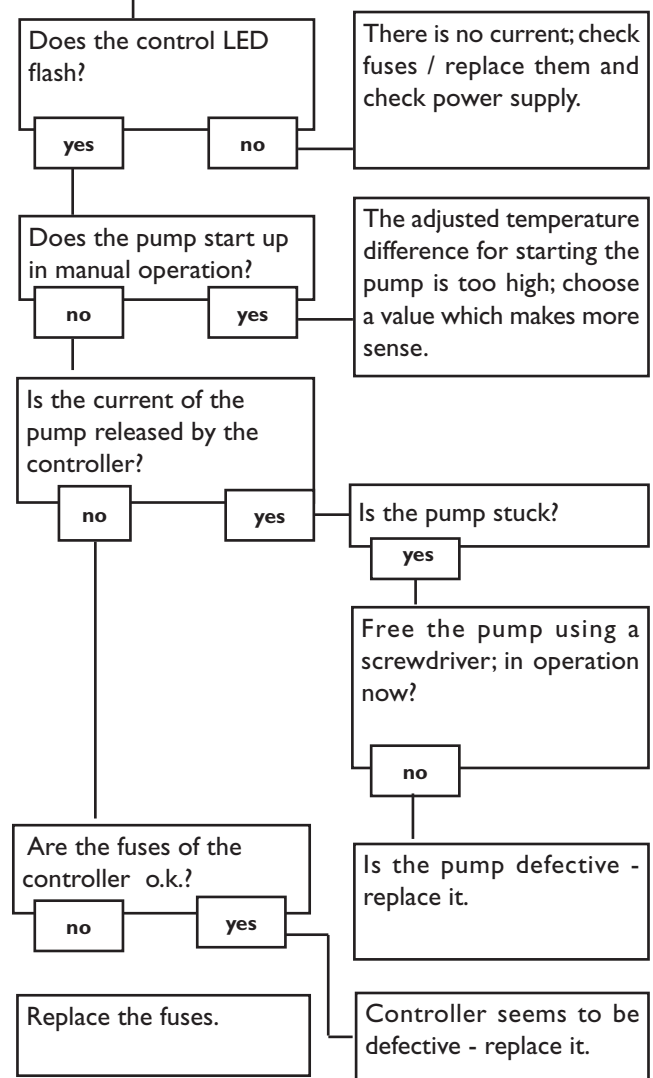 Does the control LED
flash?
yes
no
There is no current; check
fuses / replace them and
check power supply.
Does the pump start up
in manual operation?
no
yes
The adjusted temperature
difference for starting the
pump is too high; choose
a value which makes more
sense.
Is the current of the
pump released by the
controller?
no
yes
Is the pump stuck?
yes
Free the pump using a
screwdriver; in operation
now?
no
Is the pump defective -
replace it.
Are the fuses of the
controller o.k.?
no
yes
Replace the fuses.
Controller seems to be
defective - replace it.